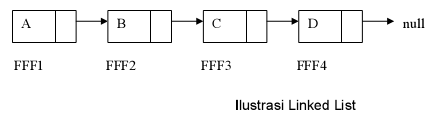 A B C D null
FFF1 FFF2 FFF3 FFF4
Ilustrasi Linked List